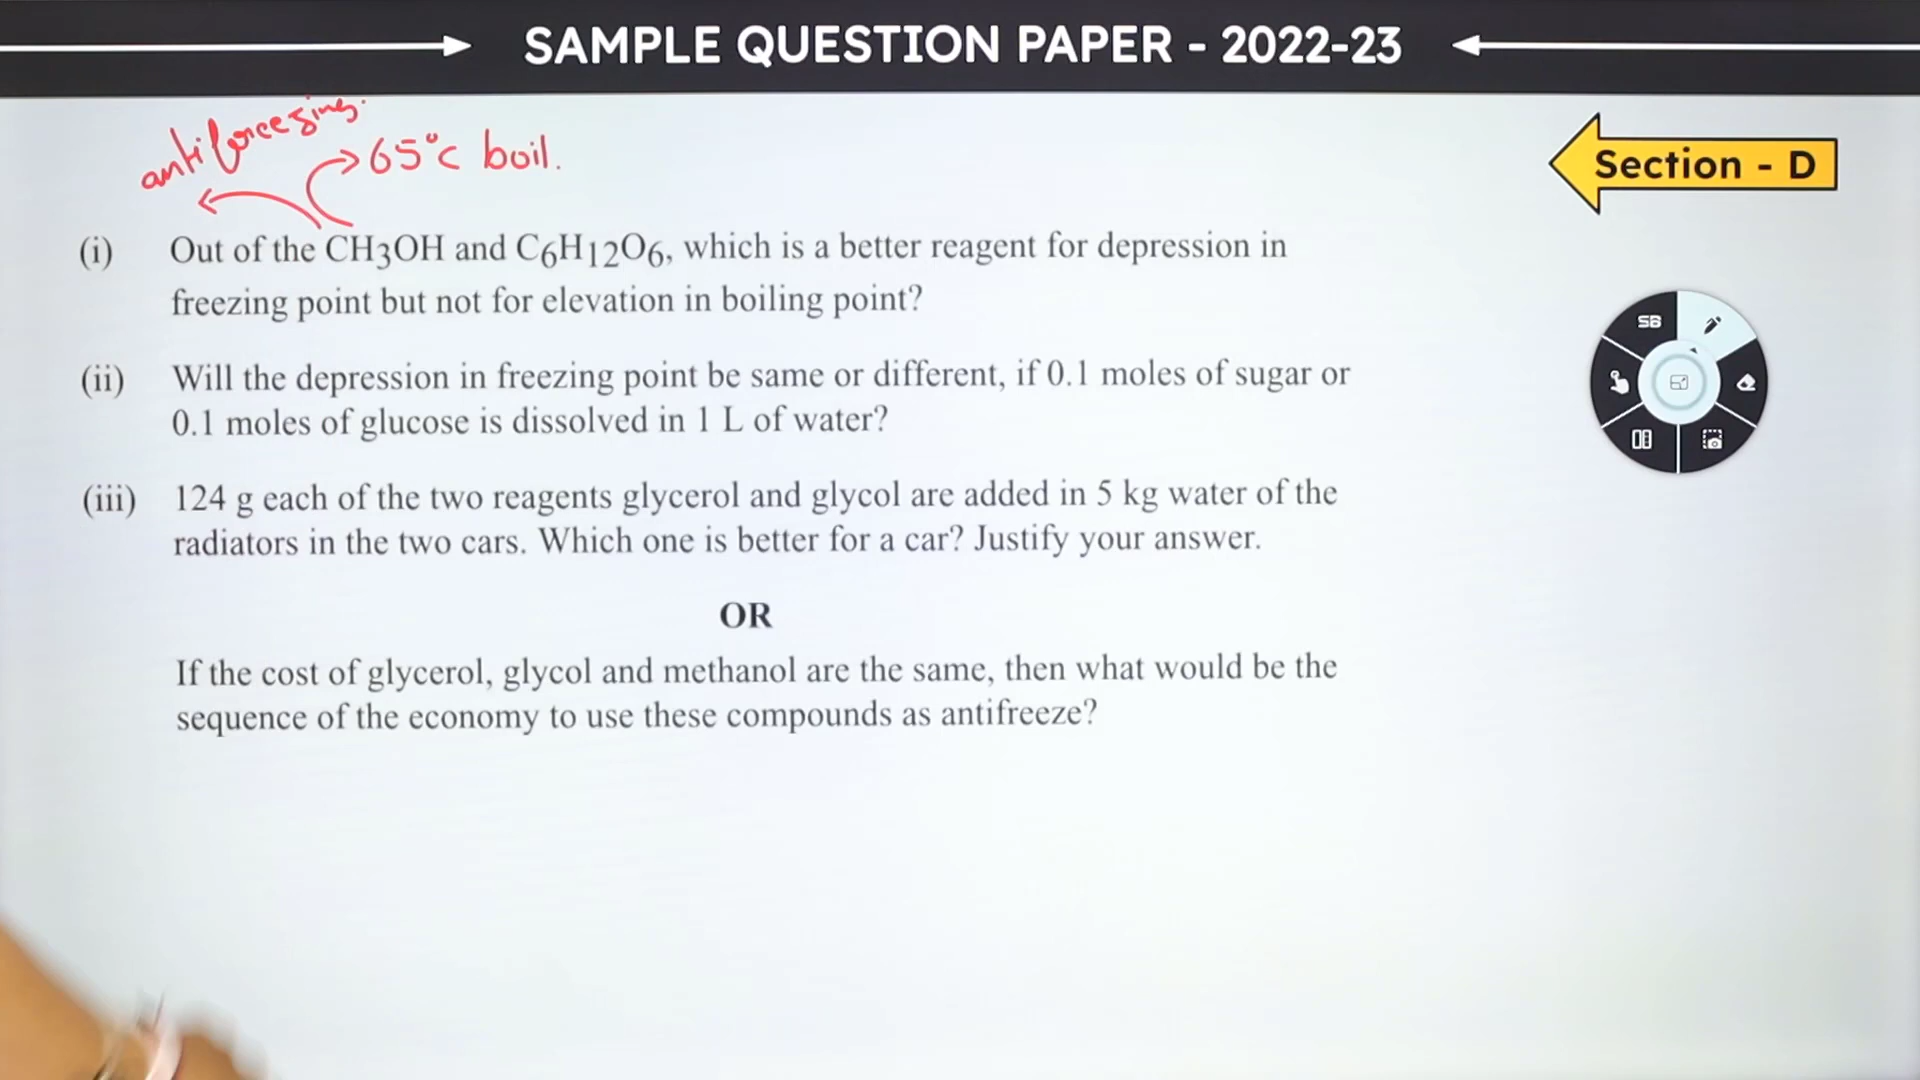 SAMPLE QUESTION PAPER - 2022-23
antifreezing.
65°c boil.
Section - D
(i) Out of the CH3OH and C6H12O6, which is a better reagent for depression in
freezing point but not for elevation in boiling point?
(ii) Will the depression in freezing point be same or different, if 0.1 moles of sugar or
0.1 moles of glucose is dissolved in 1 L of water?
(iii) 124 g each of the two reagents glycerol and glycol are added in 5 kg water of the
radiators in the two cars. Which one is better for a car? Justify your answer.
OR
If the cost of glycerol, glycol and methanol are the same, then what would be the
sequence of the economy to use these compounds as antifreeze?
SB